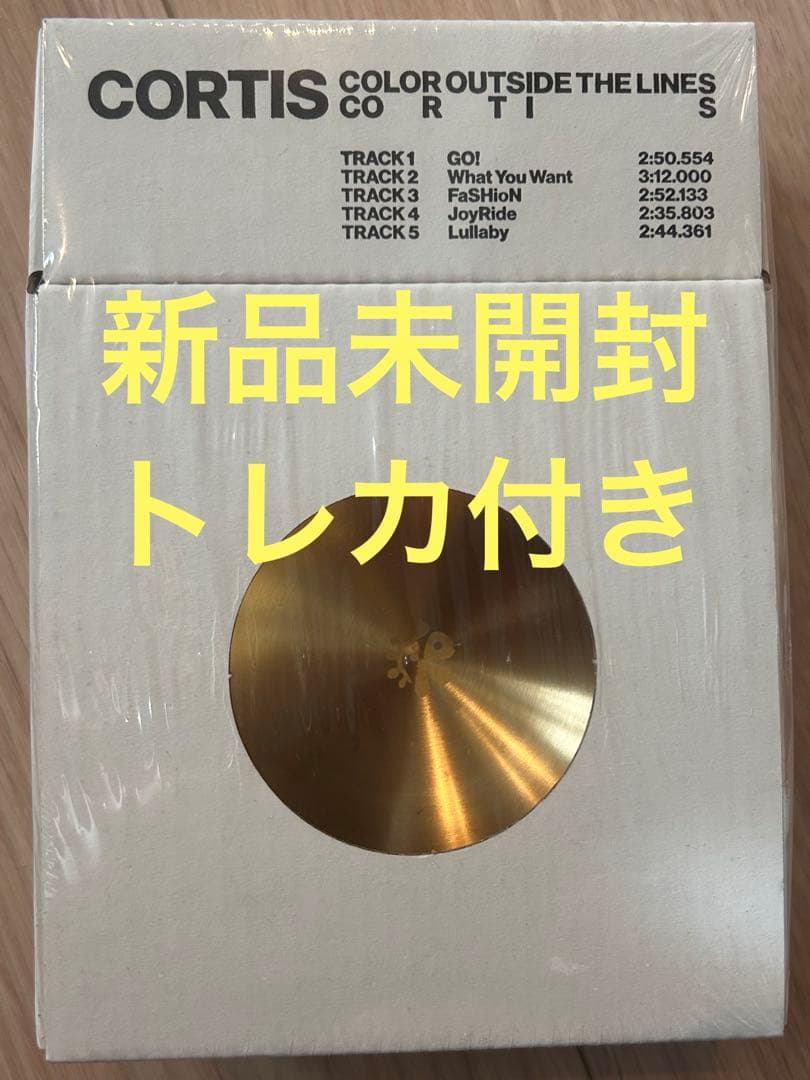 CORTIS COLOR OUTSIDE THE LINES
CO R T I S
TRACK 1 GO! 2:50.554
TRACK 2 What You Want 3:12.000
TRACK 3 FaSHioN 2:52.133
TRACK 4 JoyRide 2:35.803
TRACK 5 Lullaby 2:44.361
新品未開封
トレカ付き